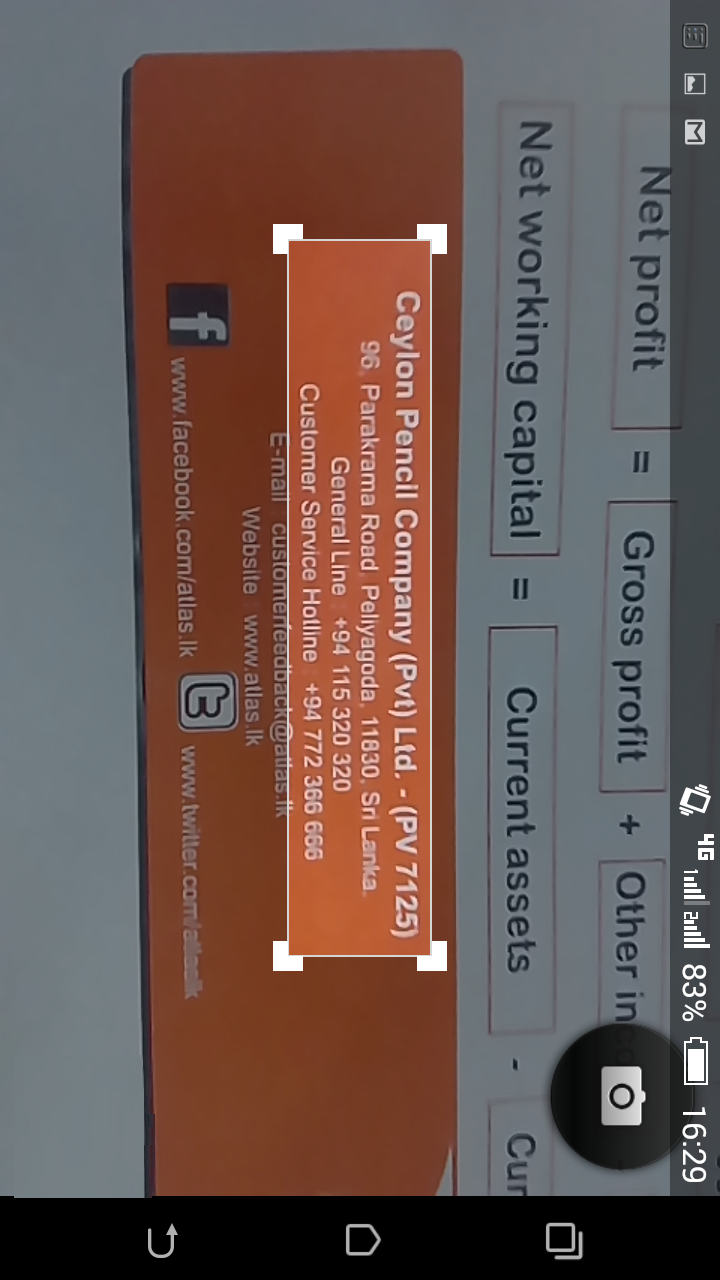 16:29
83%
4G
Net profit = Gross profit + Other in
Net working capital = Current assets - Cur
Ceylon Pencil Company (Pvt) Ltd. - (PV 7125)
96, Parakrama Road, Peliyagoda, 11830, Sri Lanka.
General Line : +94 115 320 320
Customer Service Hotline : +94 772 366 666
E-mail : customerfeedback@atlas.lk
Website : www.atlas.lk
www.facebook.com/atlas.lk www.twitter.com/atlaslk